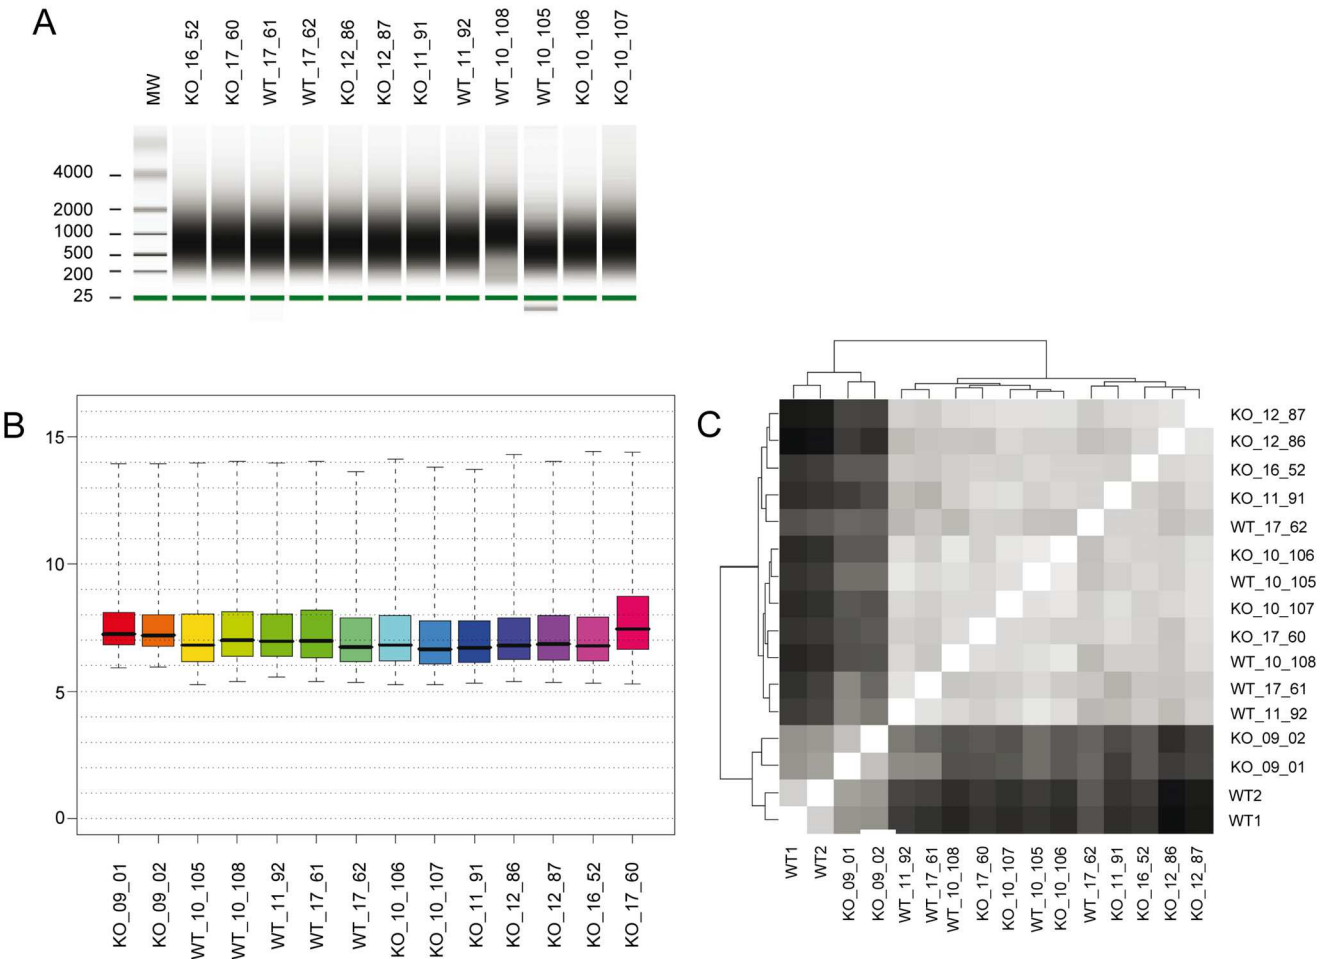 A
MW
KO_16_52
KO_17_60
WT_17_61
WT_17_62
KO_12_86
KO_12_87
KO_11_91
WT_11_92
WT_10_108
WT_10_105
KO_10_106
KO_10_107
4000
2000
1000
500
200
25
B
15
10
5
0
KO_09_01
KO_09_02
WT_10_105
WT_10_108
WT_11_92
WT_17_61
WT_17_62
KO_10_106
KO_10_107
KO_11_91
KO_12_86
KO_12_87
KO_16_52
KO_17_60
C
KO_12_87
KO_12_86
KO_16_52
KO_11_91
WT_17_62
KO_10_106
WT_10_105
KO_10_107
KO_17_60
WT_10_108
WT_17_61
WT_11_92
KO_09_02
KO_09_01
WT2
WT1
WT1
WT2
KO_09_01
KO_09_02
WT_11_92
WT_17_61
WT_10_108
KO_17_60
KO_10_107
WT_10_105
KO_10_106
WT_17_62
KO_11_91
KO_16_52
KO_12_86
KO_12_87